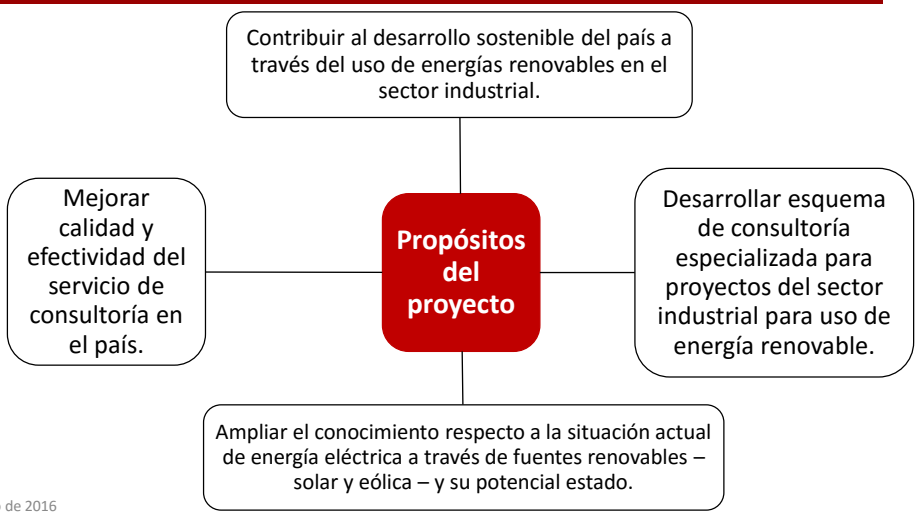 Contribuir al desarrollo sostenible del país a
través del uso de energías renovables en el
sector industrial.
Mejorar
calidad y
efectividad del
servicio de
consultoría en
el país.
Propósitos
del
proyecto
Desarrollar esquema
de consultoría
especializada para
proyectos del sector
industrial para uso de
energía renovable.
Ampliar el conocimiento respecto a la situación actual
de energía eléctrica a través de fuentes renovables –
solar y eólica – y su potencial estado.
de 2016